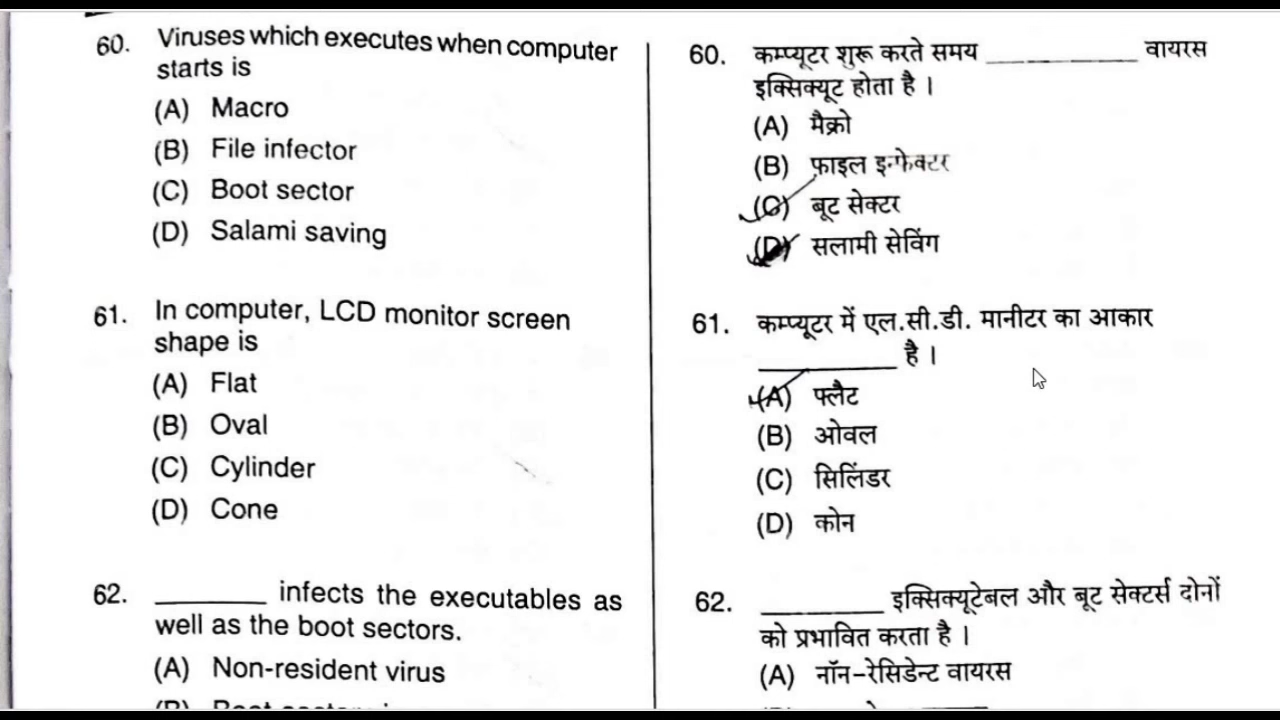 60. Viruses which executes when computer
starts is
(A) Macro
(B) File infector
(C) Boot sector
(D) Salami saving
61. In computer, LCD monitor screen
shape is
(A) Flat
(B) Oval
(C) Cylinder
(D) Cone
62. ________ infects the executables as
well as the boot sectors.
(A) Non-resident virus
60. कम्प्यूटर शुरू करते समय ____________ वायरस
इक्सिक्यूट होता है ।
(A) मैक्रो
(B) फ़ाइल इन्फेक्टर
(C) बूट सेक्टर
(D) सलामी सेविंग
61. कम्प्यूटर में एल.सी.डी. मानीटर का आकार
___________ है ।
(A) फ्लैट
(B) ओवल
(C) सिलिंडर
(D) कोन
62. __________ इक्सिक्यूटेबल और बूट सेक्टर्स दोनों
को प्रभावित करता है ।
(A) नॉन-रेसिडेन्ट वायरस